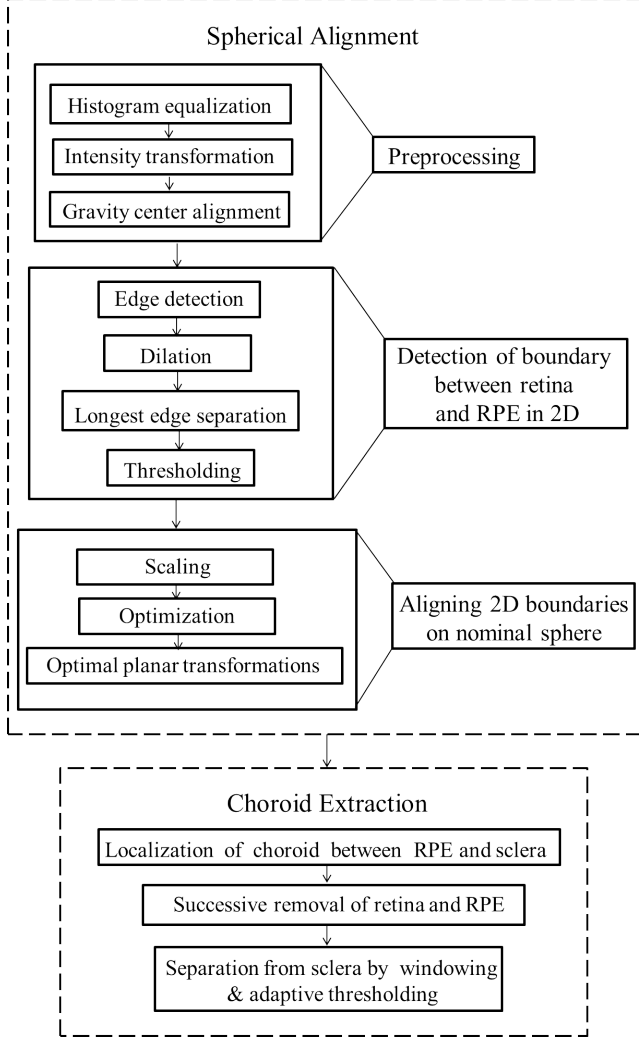 Spherical Alignment
Histogram equalization
Intensity transformation
Gravity center alignment
Preprocessing
Edge detection
Dilation
Longest edge separation
Thresholding
Detection of boundary
between retina
and RPE in 2D
Scaling
Optimization
Optimal planar transformations
Aligning 2D boundaries
on nominal sphere
Choroid Extraction
Localization of choroid between RPE and sclera
Successive removal of retina and RPE
Separation from sclera by windowing
& adaptive thresholding